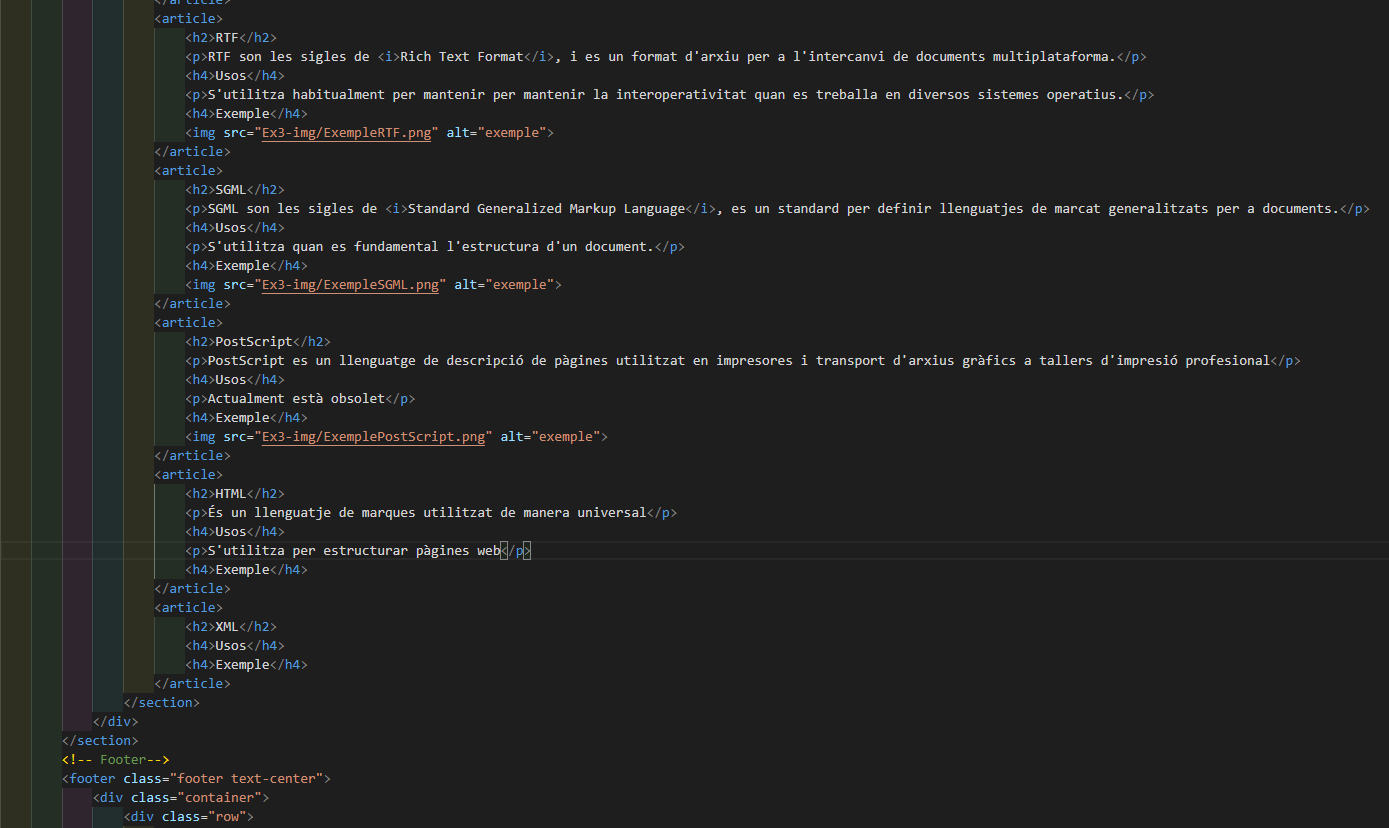 </article>
<article>
<h2>RTF</h2>
<p>RTF son les sigles de <i>Rich Text Format</i>, i es un format d'arxiu per a l'intercanvi de documents multiplataforma.</p>
<h4>Usos</h4>
<p>S'utilitza habitualment per mantenir per mantenir la interoperativitat quan es treballa en diversos sistemes operatius.</p>
<h4>Exemple</h4>
<img src="Ex3-img/ExempleRTF.png" alt="exemple">
</article>
<article>
<h2>SGML</h2>
<p>SGML son les sigles de <i>Standard Generalized Markup Language</i>, es un standard per definir llenguatjes de marcat generalitzats per a documents.</p>
<h4>Usos</h4>
<p>S'utilitza quan es fundamental l'estructura d'un document.</p>
<h4>Exemple</h4>
<img src="Ex3-img/ExempleSGML.png" alt="exemple">
</article>
<article>
<h2>PostScript</h2>
<p>PostScript es un llenguatge de descripció de pàgines utilitzat en impresores i transport d'arxius gràfics a tallers d'impresió profesional</p>
<h4>Usos</h4>
<p>Actualment està obsolet</p>
<h4>Exemple</h4>
<img src="Ex3-img/ExemplePostScript.png" alt="exemple">
</article>
<article>
<h2>HTML</h2>
<p>És un llenguatje de marques utilitzat de manera universal</p>
<h4>Usos</h4>
<p>S'utilitza per estructurar pàgines web</p>
<h4>Exemple</h4>
</article>
<article>
<h2>XML</h2>
<h4>Usos</h4>
<h4>Exemple</h4>
</article>
</section>
</div>
</section>
<!-- Footer-->
<footer class="footer text-center">
<div class="container">
<div class="row">